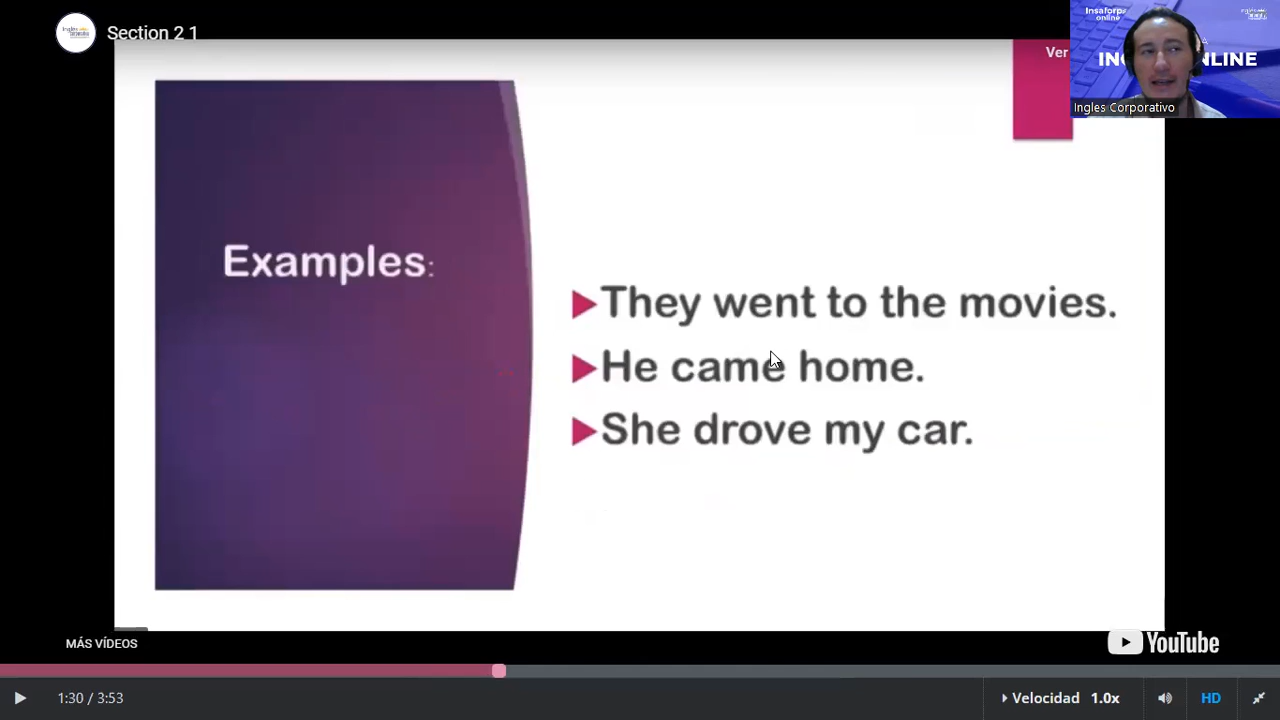 Section 2 1
Ver
Insaforp
online
INGLES ONLINE
Ingles Corporativo
Examples:
They went to the movies.
He came home.
She drove my car.
MÁS VÍDEOS
YouTube
1:30 / 3:53
Velocidad 1.0x
HD